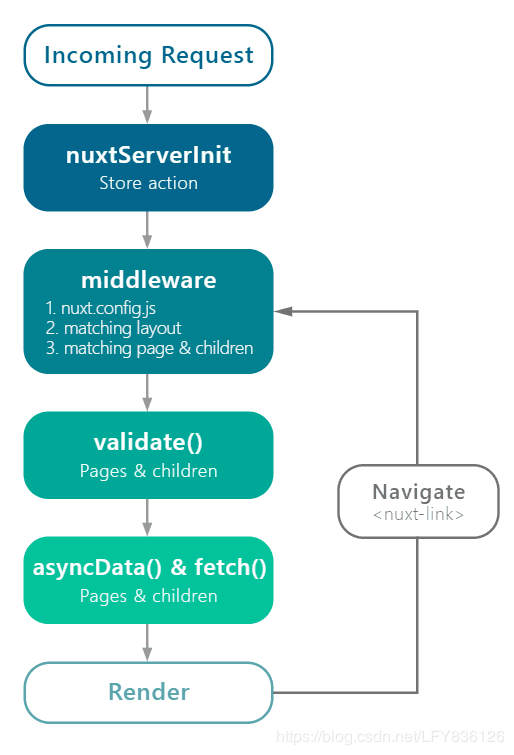 Incoming Request
nuxtServerInit
Store action
middleware
1. nuxt.config.js
2. matching layout
3. matching page & children
validate()
Pages & children
Navigate
<nuxt-link>
asyncData() & fetch()
Pages & children
Render
https://blog.csdn.net/LFY836126